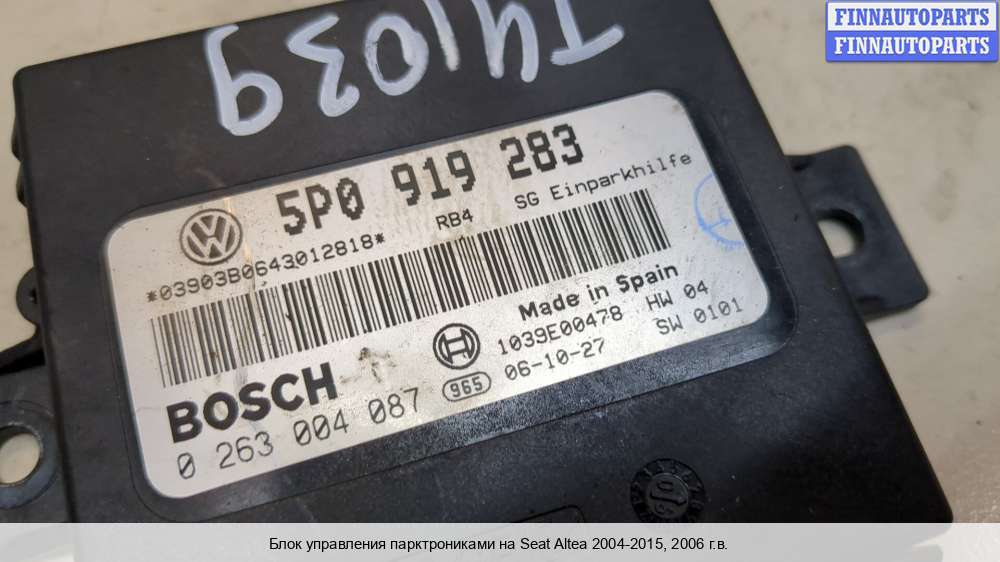 FINNAUTOPARTS
FINNAUTOPARTS
T41039
5P0 919 283
RB4 SG Einparkhilfe
*03903B0643012818*
Made in Spain
1039E00478 HW 04
965 06-10-27 SW 0101
BOSCH
0 263 004 087
Блок управления парктрониками на Seat Altea 2004-2015, 2006 г.в.